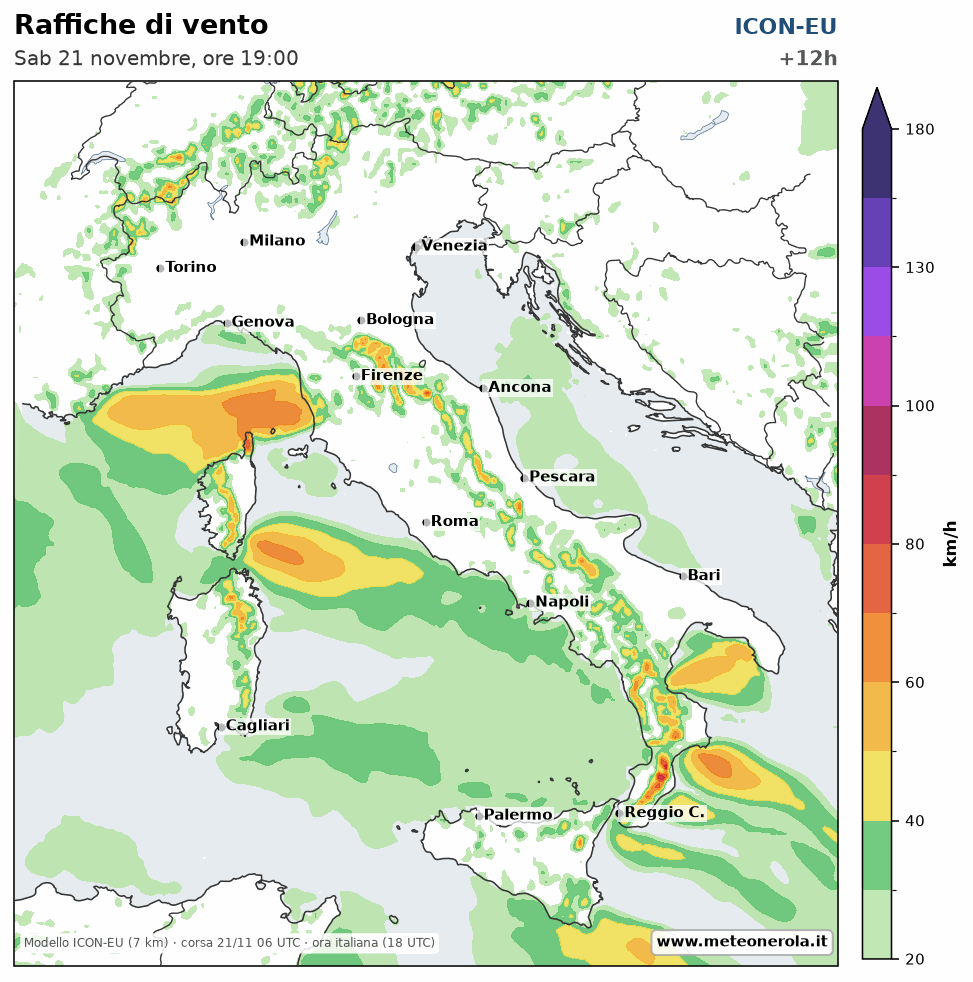 Raffiche di vento
ICON-EU
Sab 21 novembre, ore 19:00
+12h
180
130
100
80
60
40
20
km/h
Milano
Venezia
Torino
Genova
Bologna
Firenze
Ancona
Pescara
Roma
Bari
Napoli
Cagliari
Palermo
Reggio C.
Modello ICON-EU (7 km) · corsa 21/11 06 UTC · ora italiana (18 UTC)
www.meteonerola.it